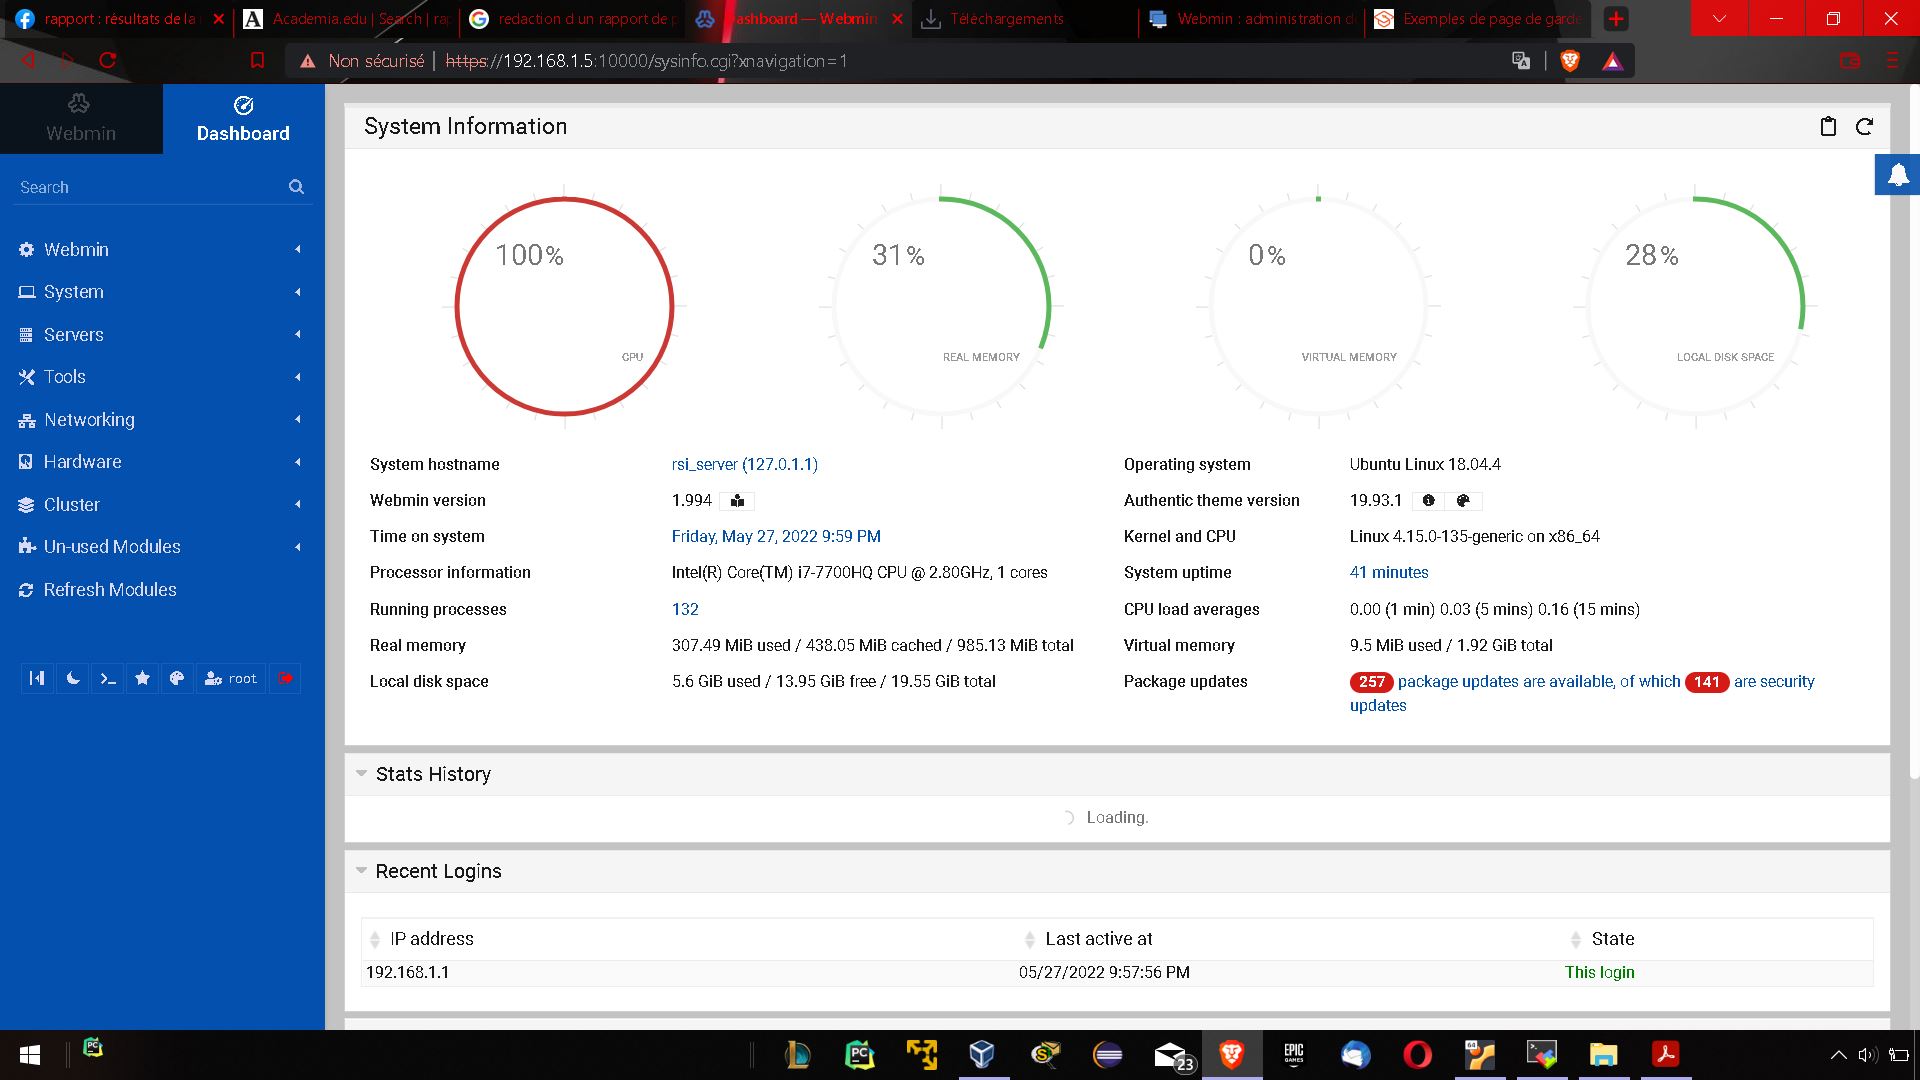 rapport : résultats de la
Academia.edu | Search | ra
redaction d un rapport de
Dashboard — Webmin
Téléchargements
Webmin : administration d
Exemples de page de garde
Non sécurisé | https://192.168.1.5:10000/sysinfo.cgi?xnavigation=1
Webmin
Dashboard
Search
Webmin
System
Servers
Tools
Networking
Hardware
Cluster
Un-used Modules
Refresh Modules
root
System Information
100%
CPU
31%
REAL MEMORY
0%
VIRTUAL MEMORY
28%
LOCAL DISK SPACE
System hostname rsi_server (127.0.1.1) Operating system Ubuntu Linux 18.04.4
Webmin version 1.994 Authentic theme version 19.93.1
Time on system Friday, May 27, 2022 9:59 PM Kernel and CPU Linux 4.15.0-135-generic on x86_64
Processor information Intel(R) Core(TM) i7-7700HQ CPU @ 2.80GHz, 1 cores System uptime 41 minutes
Running processes 132 CPU load averages 0.00 (1 min) 0.03 (5 mins) 0.16 (15 mins)
Real memory 307.49 MiB used / 438.05 MiB cached / 985.13 MiB total Virtual memory 9.5 MiB used / 1.92 GiB total
Local disk space 5.6 GiB used / 13.95 GiB free / 19.55 GiB total Package updates 257 package updates are available, of which 141 are security
updates
Stats History
Loading.
Recent Logins
IP address Last active at State
192.168.1.1 05/27/2022 9:57:56 PM This login
PC
PC
23
EPIC
GAMES
64